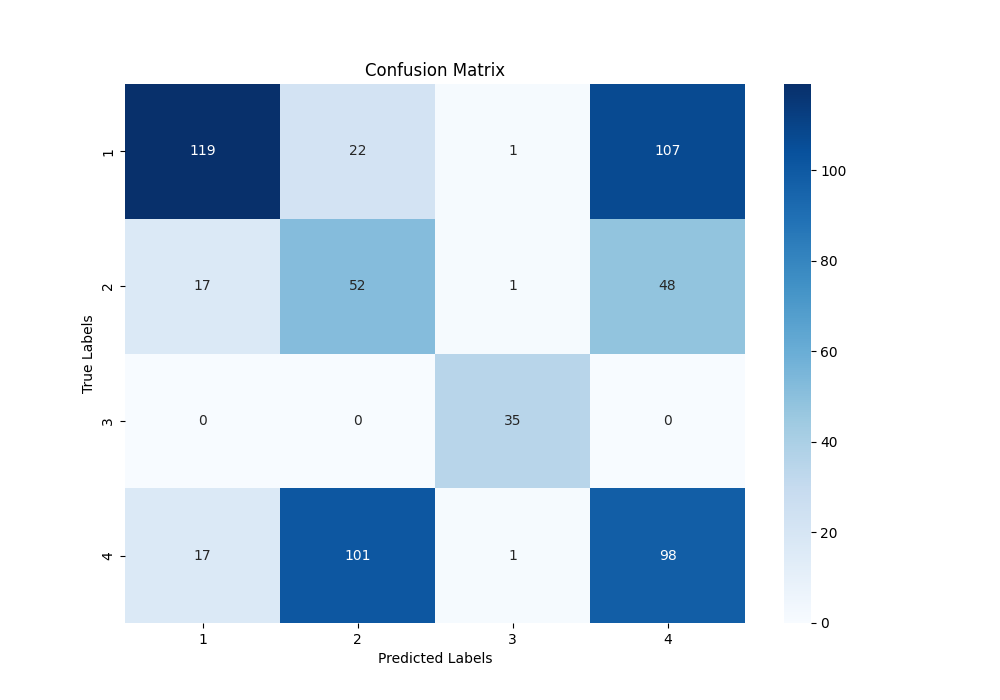 Confusion Matrix
True Labels
1 119 22 1 107
2 17 52 1 48
3 0 0 35 0
4 17 101 1 98
1 2 3 4
Predicted Labels
100
80
60
40
20
0